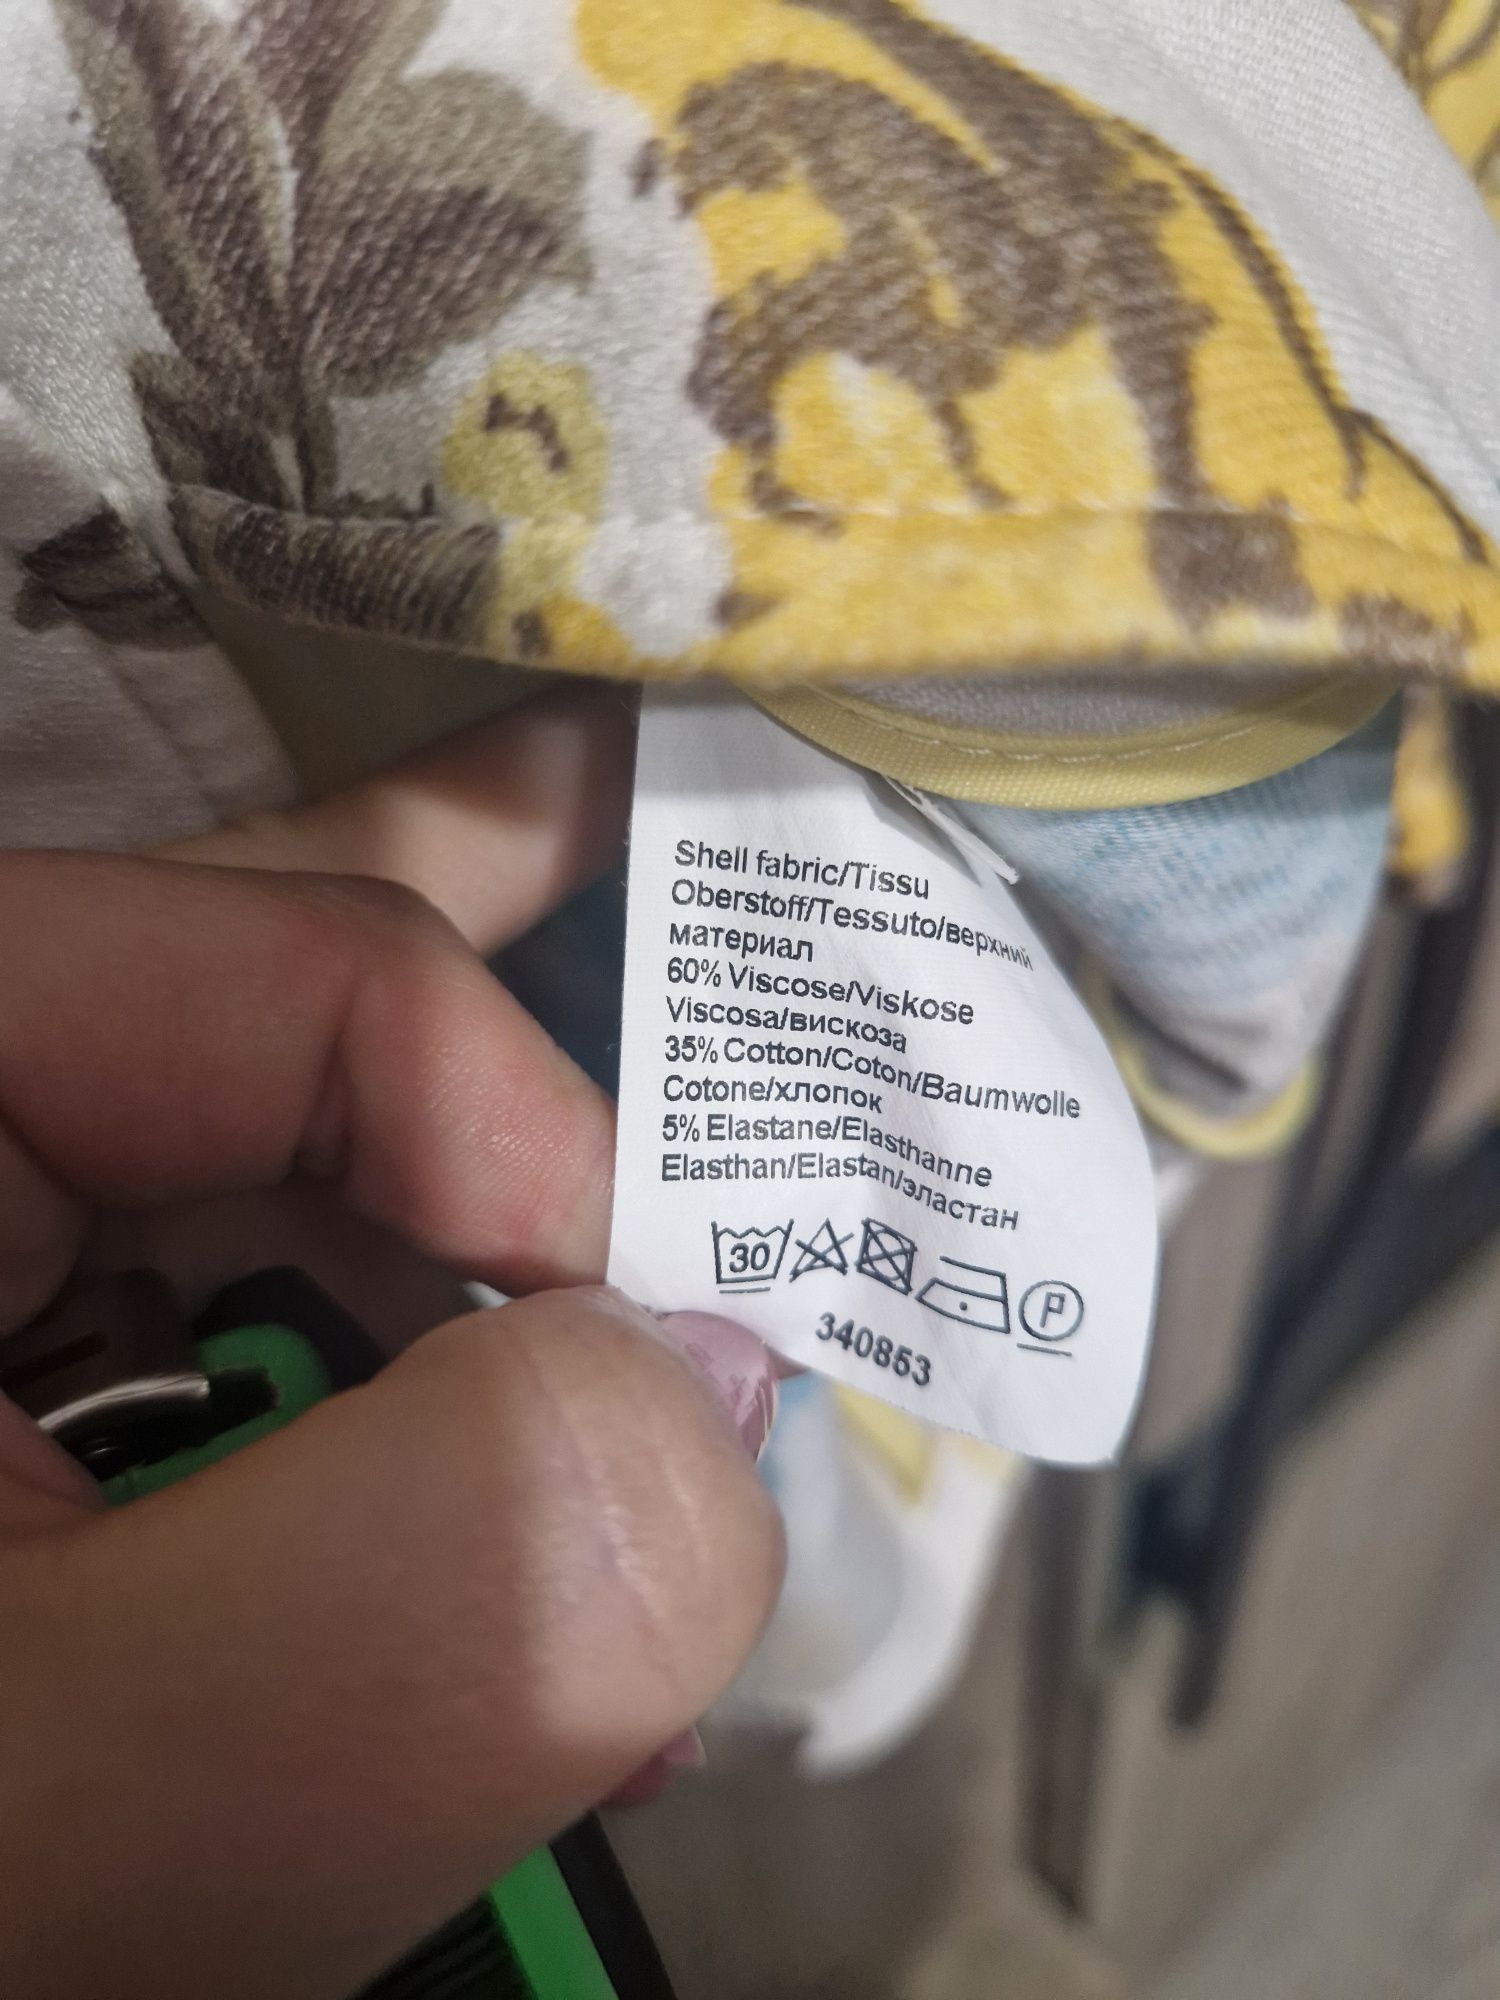 Shell fabric/Tissu
Oberstoff/Tessuto/верхний
материал
60% Viscose/Viskose
Viscosa/вискоза
35% Cotton/Coton/Baumwolle
Cotone/хлопок
5% Elastane/Elasthanne
Elasthan/Elastan/эластан
30 P
340853